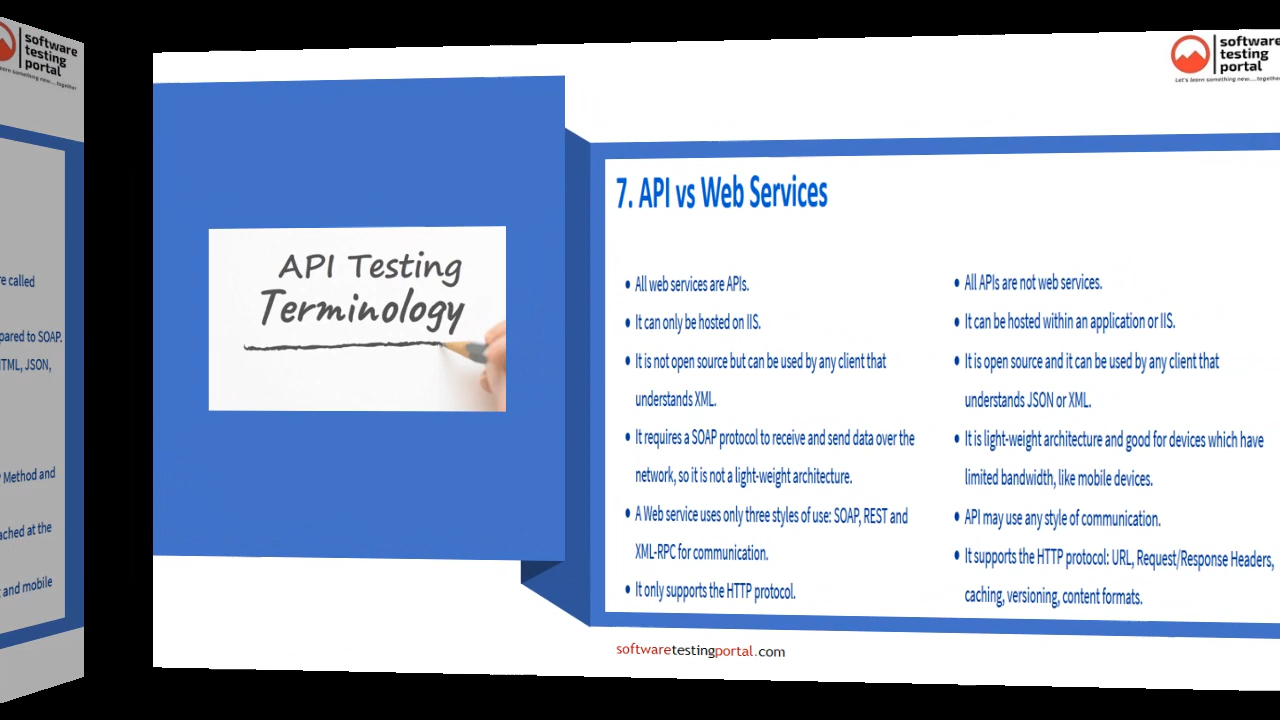 software
testing
portal
Let's learn something new....together
re called
pared to SOAP.
HTML, JSON,
Method and
ached at the
and mobile
software
testing
portal
Let's learn something new....together
API Testing
Terminology
7. API vs Web Services
• All web services are APIs.
• It can only be hosted on IIS.
• It is not open source but can be used by any client that
understands XML.
• It requires a SOAP protocol to receive and send data over the
network, so it is not a light-weight architecture.
• A Web service uses only three styles of use: SOAP, REST and
XML-RPC for communication.
• It only supports the HTTP protocol.
• All APIs are not web services.
• It can be hosted within an application or IIS.
• It is open source and it can be used by any client that
understands JSON or XML.
• It is light-weight architecture and good for devices which have
limited bandwidth, like mobile devices.
• API may use any style of communication.
• It supports the HTTP protocol: URL, Request/Response Headers,
caching, versioning, content formats.
softwaretestingportal.com